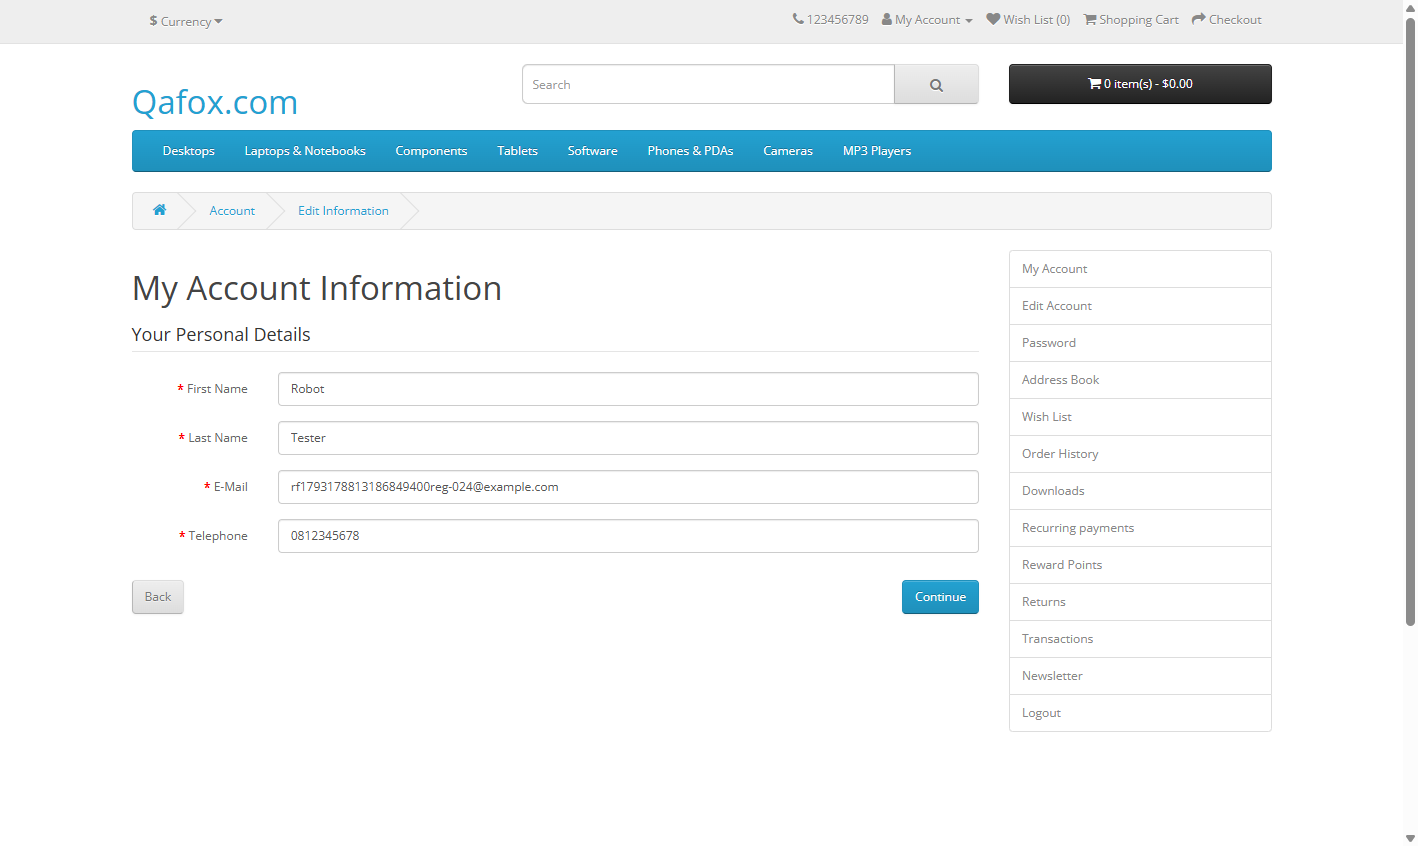 $ Currency
123456789 My Account Wish List (0) Shopping Cart Checkout
Qafox.com
Search
0 item(s) - $0.00
Desktops Laptops & Notebooks Components Tablets Software Phones & PDAs Cameras MP3 Players
Account Edit Information
My Account Information
Your Personal Details
* First Name Robot
* Last Name Tester
* E-Mail rf1793178813186849400reg-024@example.com
* Telephone 0812345678
Back Continue
My Account
Edit Account
Password
Address Book
Wish List
Order History
Downloads
Recurring payments
Reward Points
Returns
Transactions
Newsletter
Logout